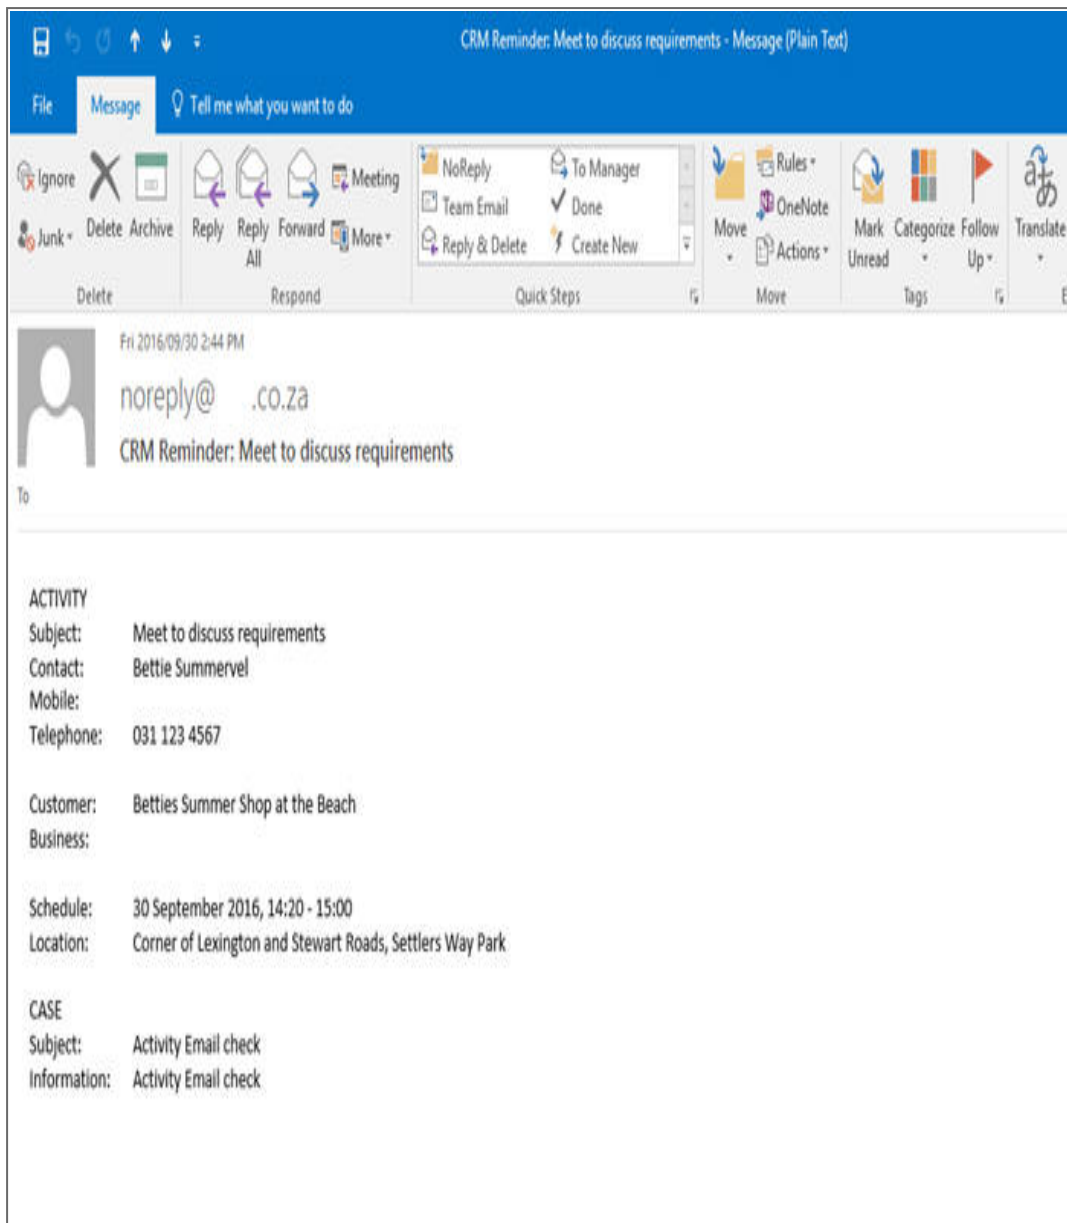 CRM Reminder: Meet to discuss requirements - Message (Plain Text)
File Message Tell me what you want to do
Ignore
Junk
Delete Archive
Reply Reply All Forward
Meeting
More
NoReply To Manager
Team Email Done
Reply & Delete Create New
Move
Rules
OneNote
Actions
Mark Unread Categorize Follow Up
Translate
Delete Respond Quick Steps Move Tags E
Fri 2016/09/30 2:44 PM
noreply@ .co.za
CRM Reminder: Meet to discuss requirements
To
ACTIVITY
Subject: Meet to discuss requirements
Contact: Bettie Summervel
Mobile:
Telephone: 031 123 4567
Customer: Betties Summer Shop at the Beach
Business:
Schedule: 30 September 2016, 14:20 - 15:00
Location: Corner of Lexington and Stewart Roads, Settlers Way Park
CASE
Subject: Activity Email check
Information: Activity Email check